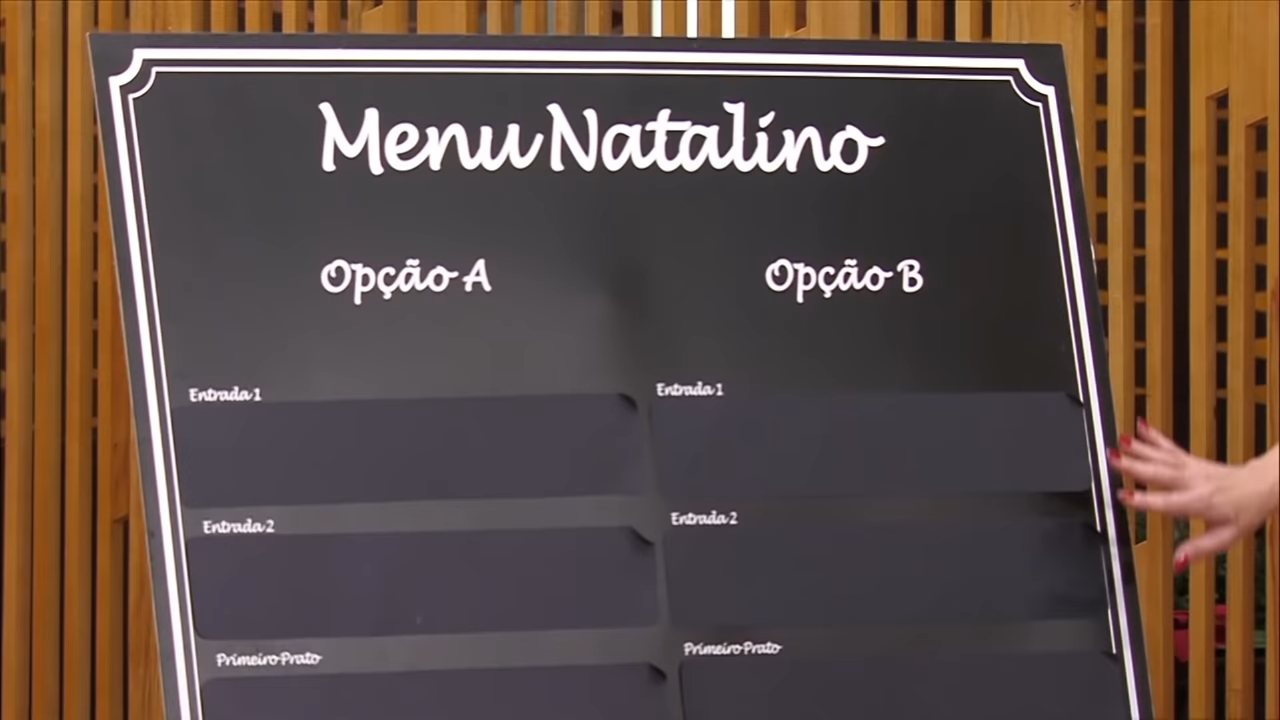 Menu Natalino
Opção A
Opção B
Entrada 1
Entrada 1
Entrada 2
Entrada 2
Primeiro Prato
Primeiro Prato